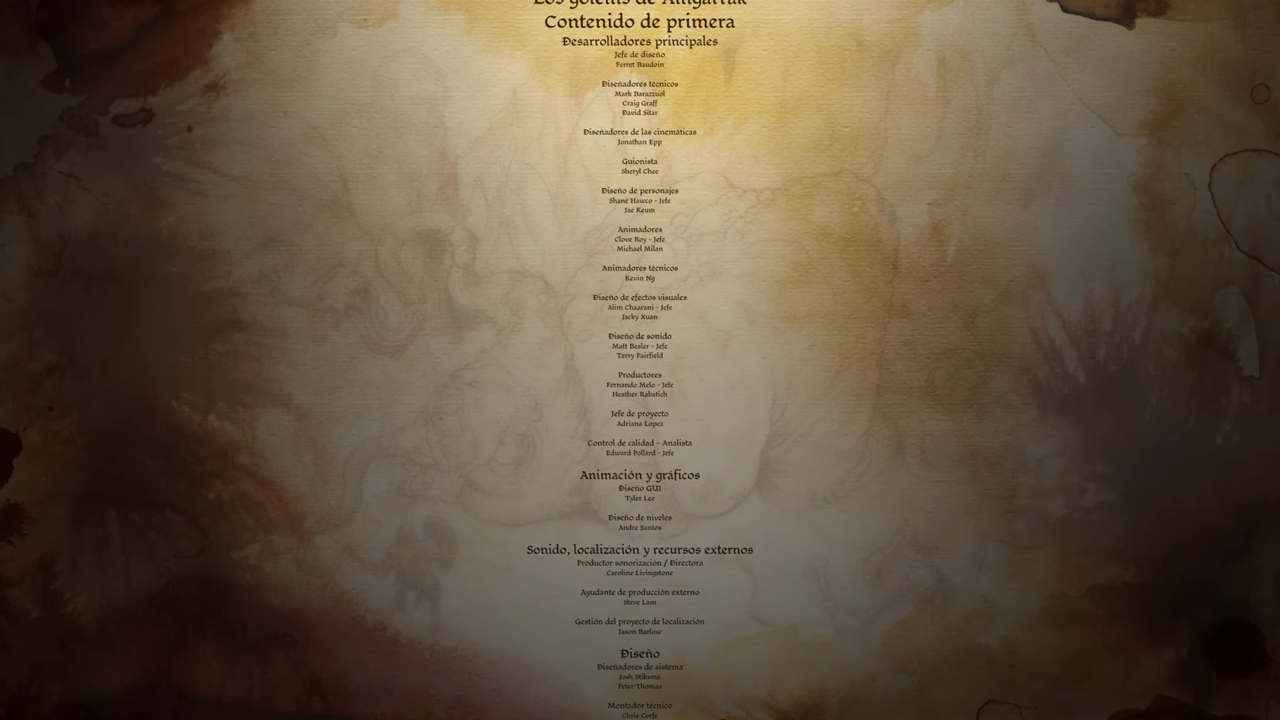 Los gólems de Amgarrak
Contenido de primera
Desarrolladores principales
Jefe de diseño
Ferret Baudoin
Diseñadores técnicos
Mark Barazzuol
Craig Graff
David Sitar
Diseñadores de las cinemáticas
Jonathan Epp
Guionista
Sheryl Chee
Diseño de personajes
Shane Hawco - Jefe
Jae Keum
Animadores
Clove Roy - Jefe
Michael Milan
Animadores técnicos
Kevin Ng
Diseño de efectos visuales
Alim Chaarani - Jefe
Jacky Xuan
Diseño de sonido
Matt Besler - Jefe
Terry Fairfield
Productores
Fernando Melo - Jefe
Heather Rabatich
Jefe de proyecto
Adriana Lopez
Control de calidad - Analista
Edward Pollard - Jefe
Animación y gráficos
Diseño GUI
Tyler Lee
Diseño de niveles
Andre Santos
Sonido, localización y recursos externos
Productor sonorización / Directora
Caroline Livingstone
Ayudante de producción externo
Steve Lam
Gestión del proyecto de localización
Jason Barlow
Diseño
Diseñadores de sistema
Josh Stiksma
Peter Thomas
Montador técnico
Chris Corfe